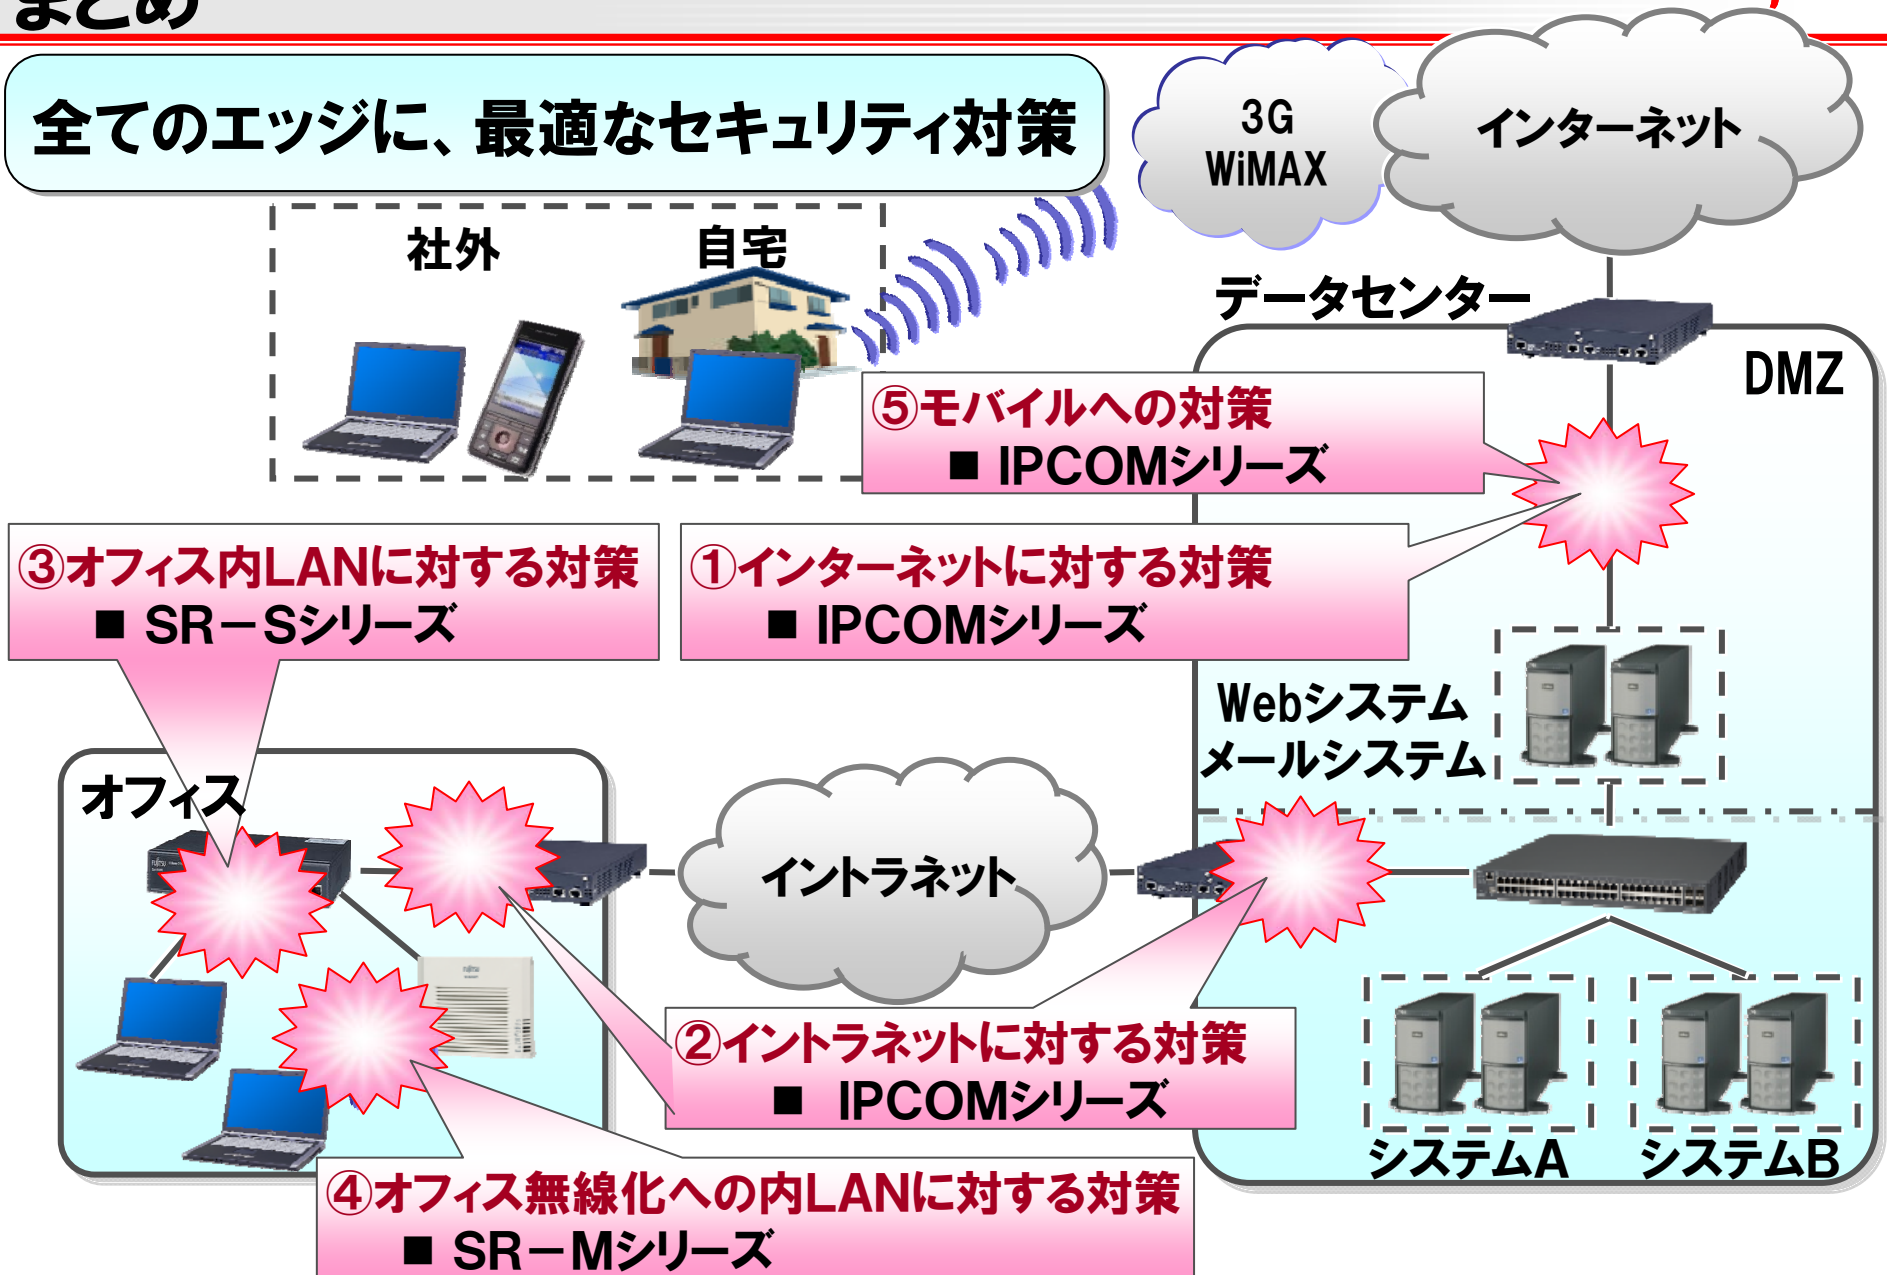 まとめ
全てのエッジに、最適なセキュリティ対策
3G
WiMAX
インターネット
社外
自宅
データセンター
DMZ
⑤モバイルへの対策
■ IPCOMシリーズ
③オフィス内LANに対する対策
■ SR－Sシリーズ
①インターネットに対する対策
■ IPCOMシリーズ
Webシステム
メールシステム
オフィス
イントラネット
FUJITSU
FUJITSU
②イントラネットに対する対策
■ IPCOMシリーズ
システムA
システムB
④オフィス無線化への内LANに対する対策
■ SR－Mシリーズ